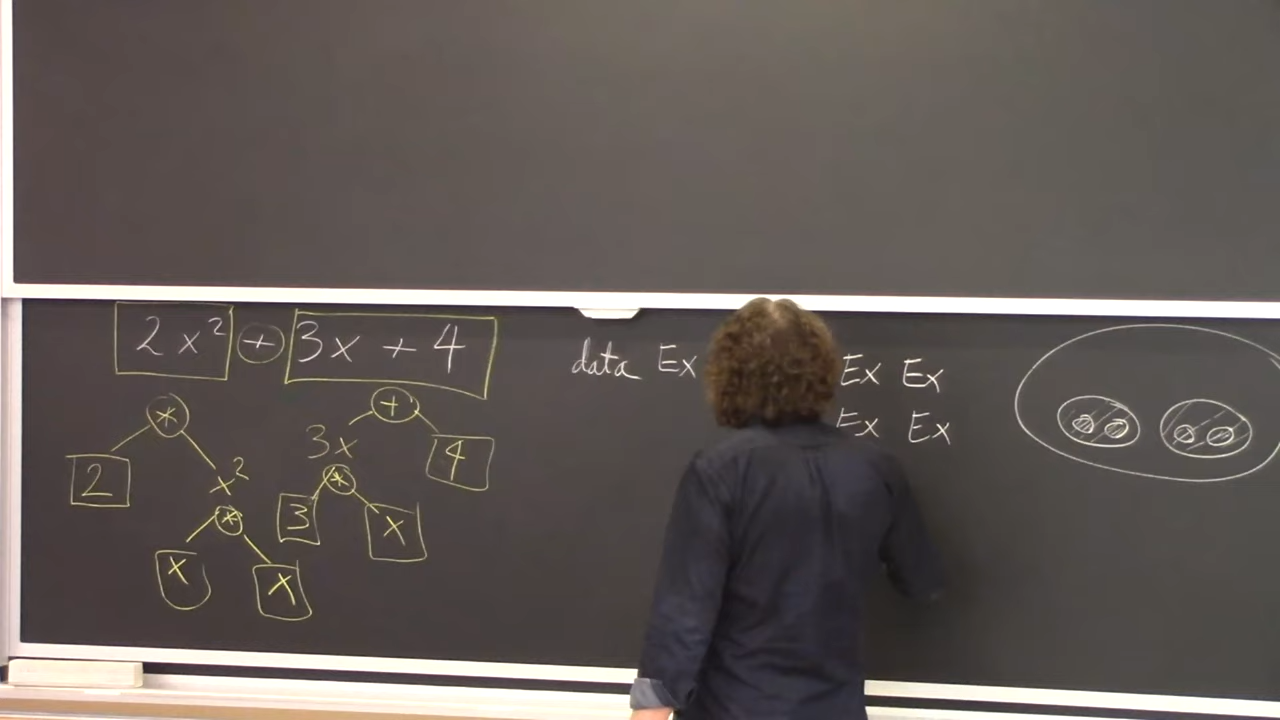 2x² + 3x + 4
* +
2 x² 3x 4
* * 3 x
x x
data Ex Ex Ex
Ex Ex